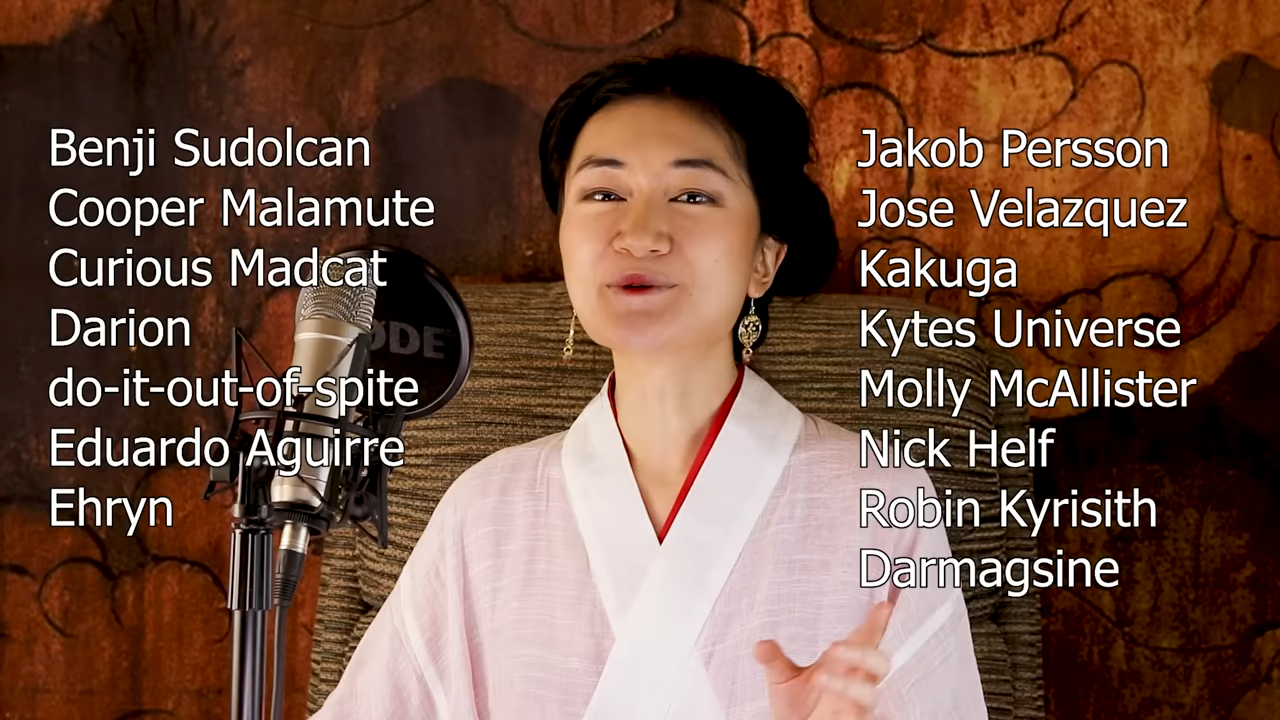 Benji Sudolcan
Cooper Malamute
Curious Madcat
Darion
do-it-out-of-spite
Eduardo Aguirre
Ehryn
RØDE
Jakob Persson
Jose Velazquez
Kakuga
Kytes Universe
Molly McAllister
Nick Helf
Robin Kyrisith
Darmagsine